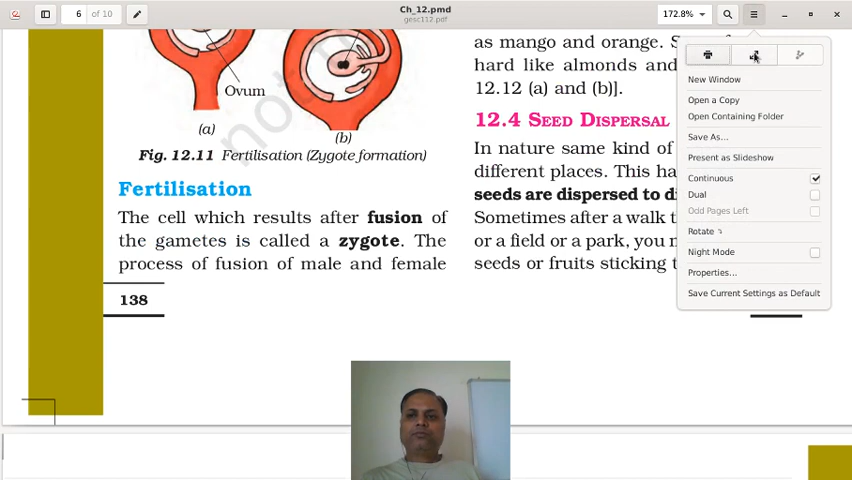 6 of 10
Ch_12.pmd
gesc112.pdf
172.8%
Ovum
(a)
(b)
Fig. 12.11 Fertilisation (Zygote formation)
Fertilisation
The cell which results after fusion of
the gametes is called a zygote. The
process of fusion of male and female
138
as mango and orange. S
hard like almonds and
12.12 (a) and (b)].
12.4 SEED DISPERSAL
In nature same kind of
different places. This ha
seeds are dispersed to di
Sometimes after a walk t
or a field or a park, you m
seeds or fruits sticking t
New Window
Open a Copy
Open Containing Folder
Save As...
Present as Slideshow
Continuous
Dual
Odd Pages Left
Rotate
Night Mode
Properties...
Save Current Settings as Default
not